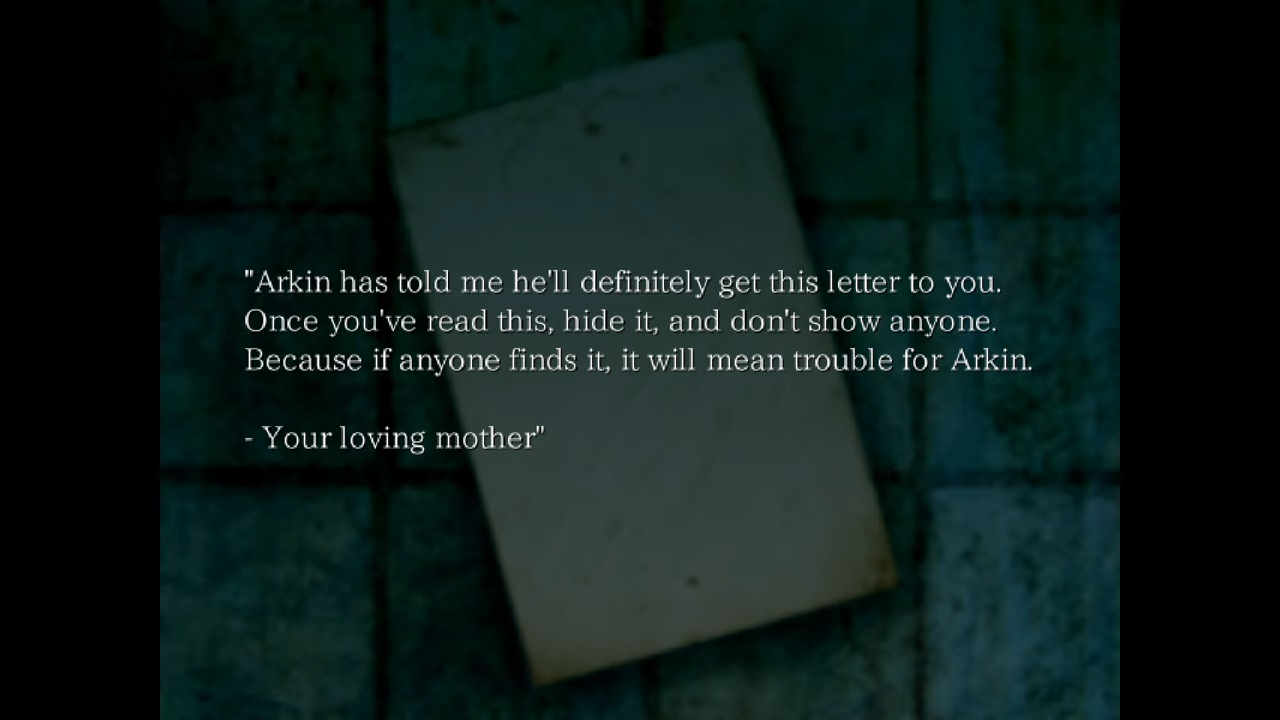 "Arkin has told me he'll definitely get this letter to you.
Once you've read this, hide it, and don't show anyone.
Because if anyone finds it, it will mean trouble for Arkin.
- Your loving mother"